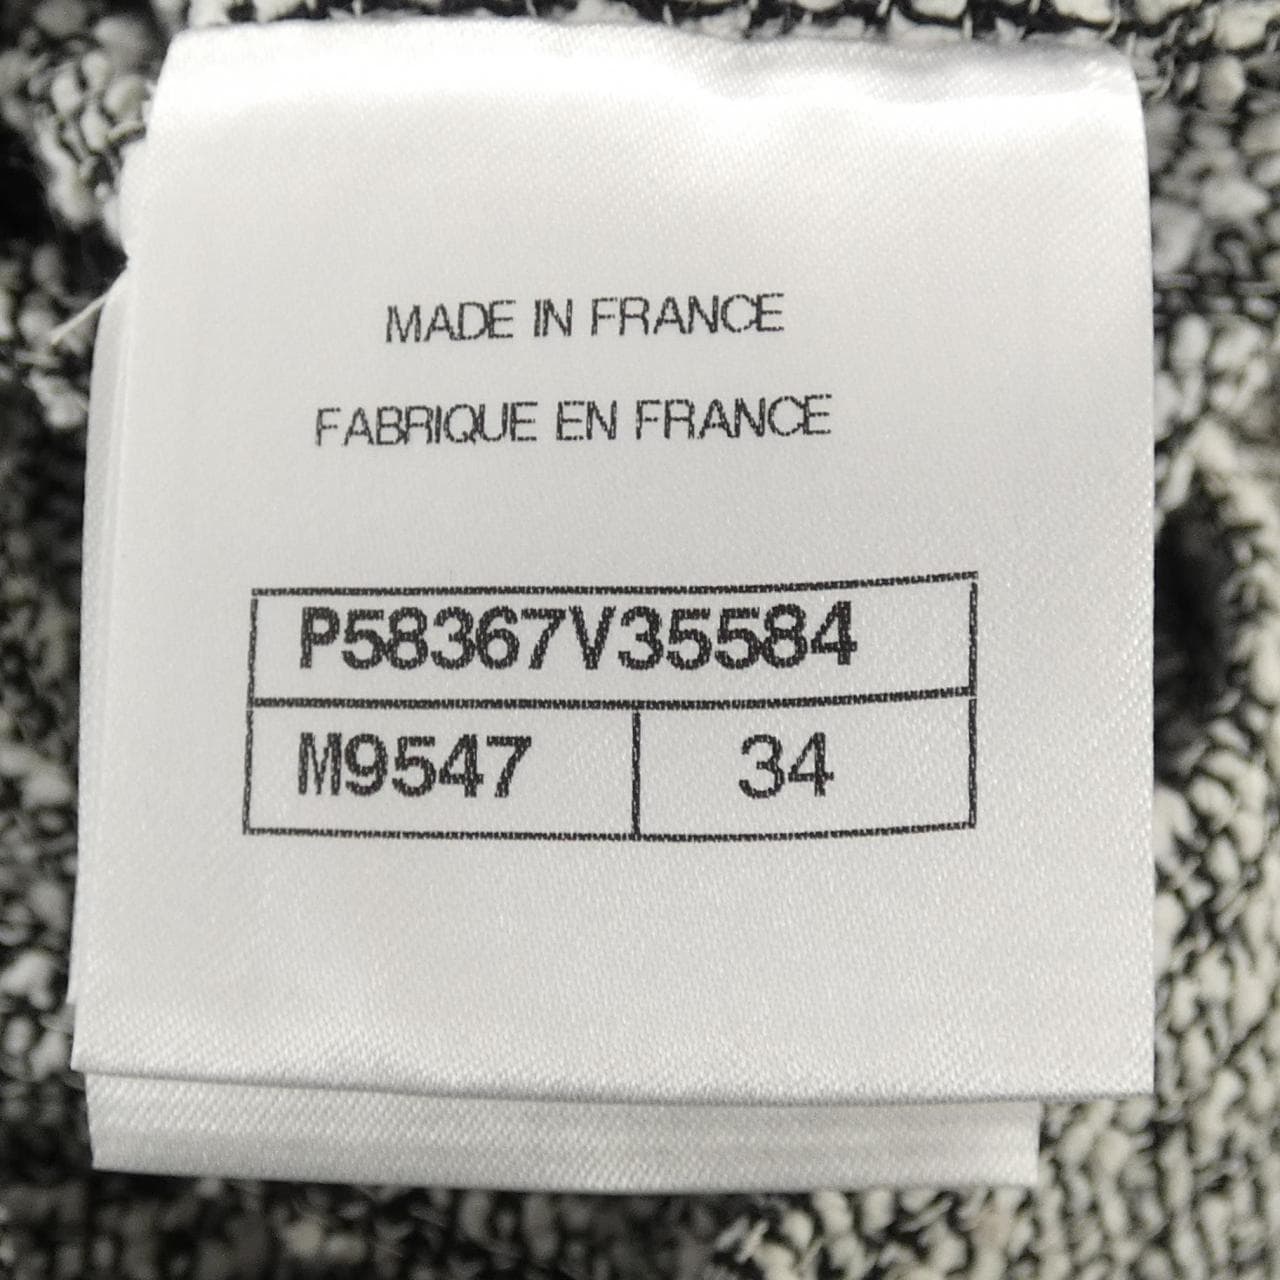 MADE IN FRANCE
FABRIQUE EN FRANCE
P58367V35584
M9547 34